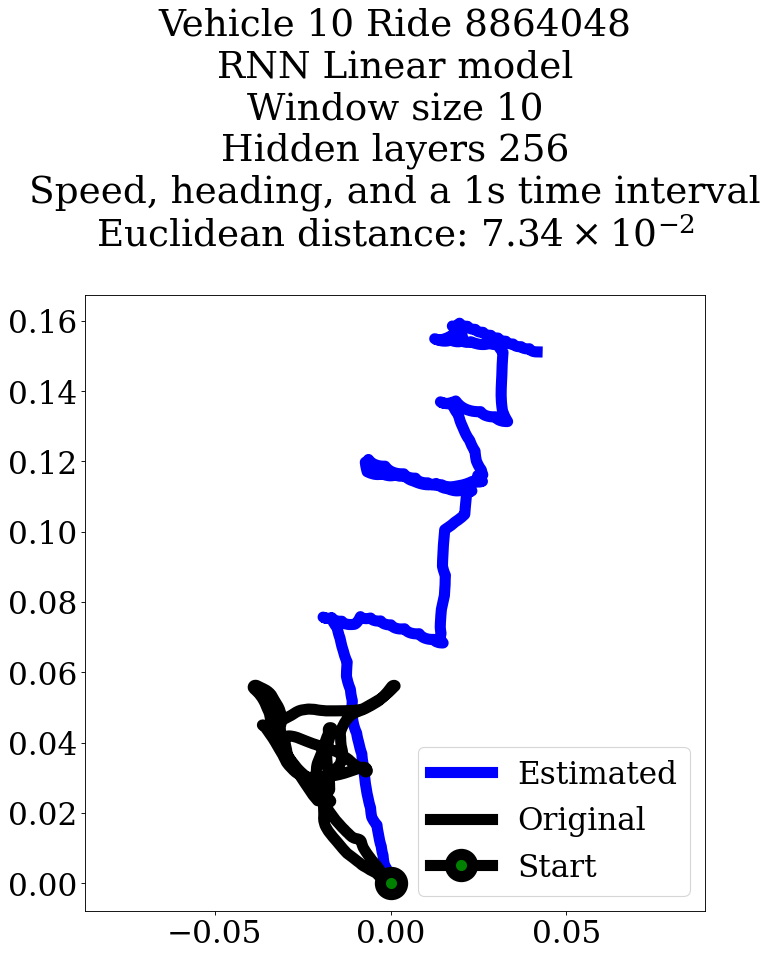 Vehicle 10 Ride 8864048
RNN Linear model
Window size 10
Hidden layers 256
Speed, heading, and a 1s time interval
Euclidean distance: 7.34 × 10⁻²
0.16
0.14
0.12
0.10
0.08
0.06
0.04
0.02
0.00
Estimated
Original
Start
−0.05
0.00
0.05